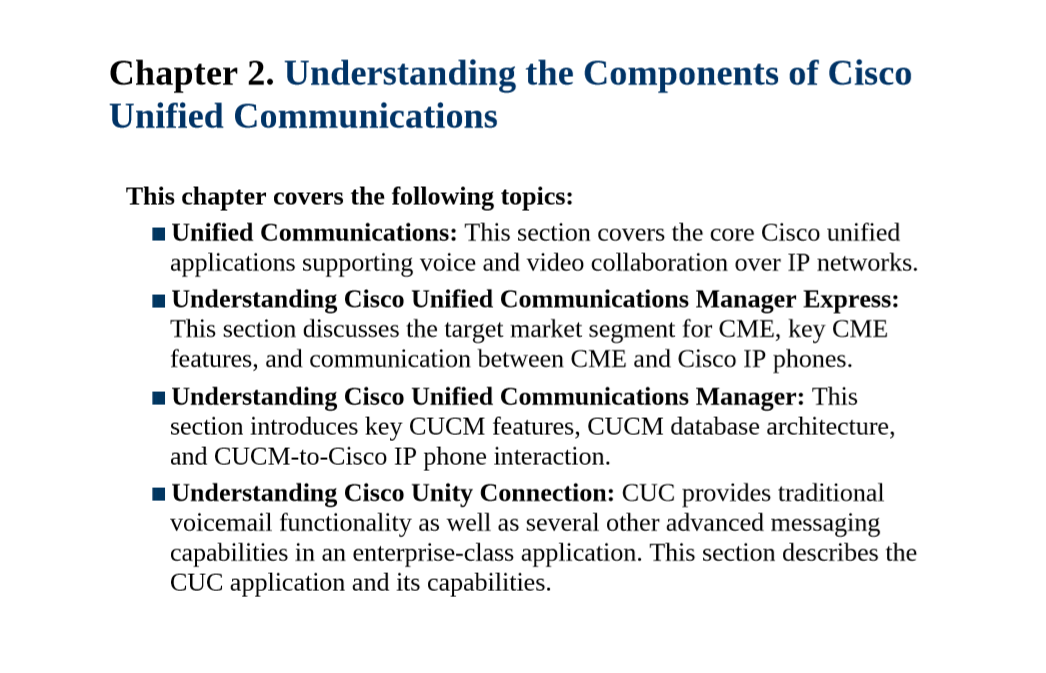 Chapter 2. Understanding the Components of Cisco
Unified Communications
This chapter covers the following topics:
■ Unified Communications: This section covers the core Cisco unified
applications supporting voice and video collaboration over IP networks.
■ Understanding Cisco Unified Communications Manager Express:
This section discusses the target market segment for CME, key CME
features, and communication between CME and Cisco IP phones.
■ Understanding Cisco Unified Communications Manager: This
section introduces key CUCM features, CUCM database architecture,
and CUCM-to-Cisco IP phone interaction.
■ Understanding Cisco Unity Connection: CUC provides traditional
voicemail functionality as well as several other advanced messaging
capabilities in an enterprise-class application. This section describes the
CUC application and its capabilities.